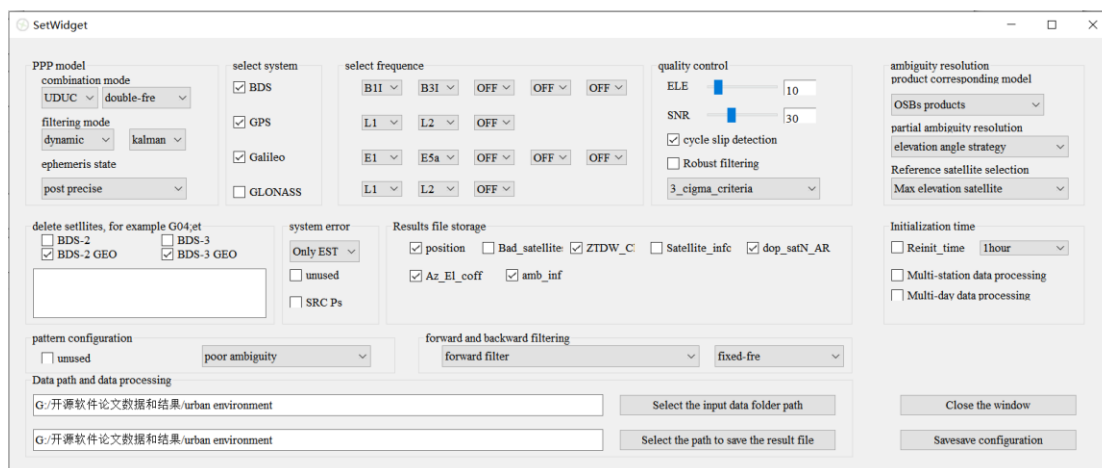 SetWidget
PPP model
combination mode
UDUC double-fre
filtering mode
dynamic kalman
ephemeris state
post precise
select system
BDS
GPS
Galileo
GLONASS
select frequence
B1I B3I OFF OFF OFF
L1 L2 OFF
E1 E5a OFF OFF OFF
L1 L2 OFF
quality control
ELE 10
SNR 30
cycle slip detection
Robust filtering
3_cigma_criteria
ambiguity resolution
product corresponding model
OSBs products
partial ambiguity resolution
elevation angle strategy
Reference satellite selection
Max elevation satellite
delete setllites, for example G04;et
BDS-2 BDS-3
BDS-2 GEO BDS-3 GEO
system error
Only EST
unused
SRC Ps
Results file storage
position Bad_satellite ZTDW_C Satellite_info dop_satN_AR
Az_El_coff amb_inf
Initialization time
Reinit_time 1hour
Multi-station data processing
Multi-day data processing
pattern configuration
unused poor ambiguity
forward and backward filtering
forward filter fixed-fre
Data path and data processing
G:/开源软件论文数据和结果/urban environment Select the input data folder path Close the window
G:/开源软件论文数据和结果/urban environment Select the path to save the result file Savesave configuration